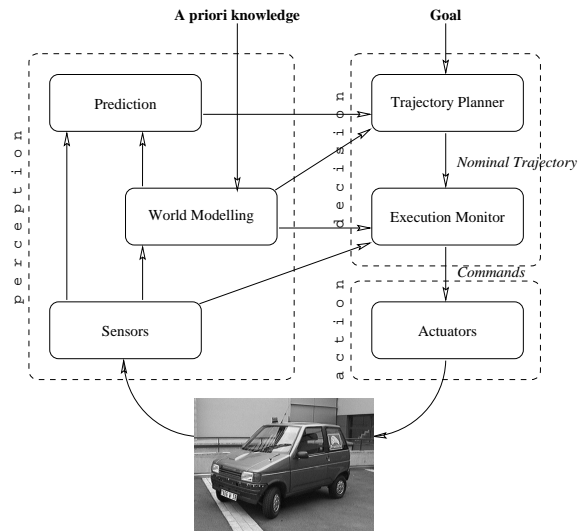 A priori knowledge
Goal
Prediction
Trajectory Planner
Nominal Trajectory
World Modelling
Execution Monitor
Commands
Sensors
Actuators
perception
decision
action